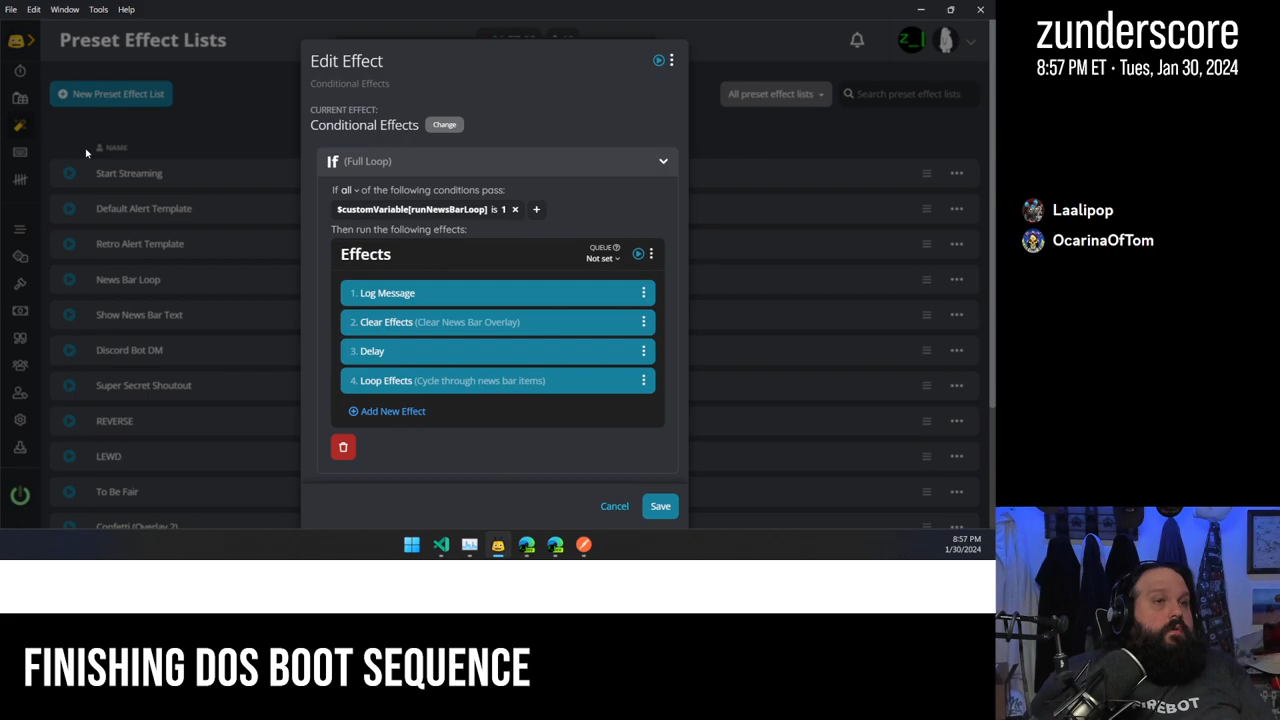 File Edit Window Tools Help
Preset Effect Lists
New Preset Effect List
All preset effect lists
Search preset effect lists
NAME
Start Streaming
Default Alert Template
Retro Alert Template
News Bar Loop
Show News Bar Text
Discord Bot DM
Super Secret Shoutout
REVERSE
LEWD
To Be Fair
Confetti (Overlay 2)
Edit Effect
Conditional Effects
CURRENT EFFECT:
Conditional Effects Change
If (Full Loop)
If all of the following conditions pass:
$customVariable[runNewsBarLoop] is 1
Then run the following effects:
Effects
QUEUE
Not set
1. Log Message
2. Clear Effects (Clear News Bar Overlay)
3. Delay
4. Loop Effects (Cycle through news bar items)
Add New Effect
Cancel Save
8:57 PM
1/30/2024
zunderscore
8:57 PM ET · Tues, Jan 30, 2024
Laalipop
OcarinaOfTom
FINISHING DOS BOOT SEQUENCE